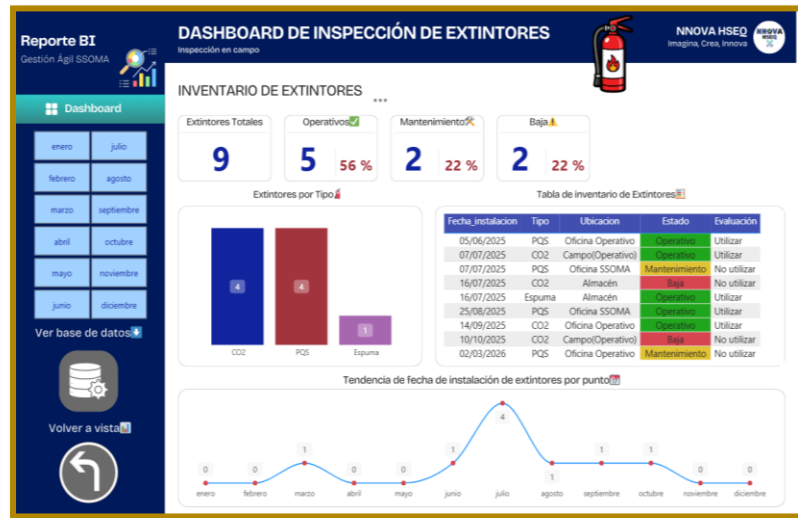 Reporte BI
Gestión Ágil SSOMA
DASHBOARD DE INSPECCIÓN DE EXTINTORES
Inspección en campo
NNOVA HSEQ
Imagina, Crea, Innova
NNOVA
HSEQ
Dashboard
enero julio
febrero agosto
marzo septiembre
abril octubre
mayo noviembre
junio diciembre
Ver base de datos
Volver a vista
INVENTARIO DE EXTINTORES
Extintores Totales
9
Operativos
5 56 %
Mantenimiento
2 22 %
Baja
2 22 %
Extintores por Tipo
4 4 1
CO2 PQS Espuma
Tabla de inventario de Extintores
Fecha_instalacion Tipo Ubicacion Estado Evaluación
05/06/2025 PQS Oficina Operativo Operativo Utilizar
07/07/2025 CO2 Campo(Operativo) Operativo Utilizar
07/07/2025 PQS Oficina SSOMA Mantenimiento No utilizar
16/07/2025 CO2 Almacén Baja No utilizar
16/07/2025 Espuma Almacén Operativo Utilizar
25/08/2025 PQS Oficina SSOMA Operativo Utilizar
14/09/2025 CO2 Oficina Operativo Operativo Utilizar
10/10/2025 CO2 Campo(Operativo) Baja No utilizar
02/03/2026 PQS Oficina Operativo Mantenimiento No utilizar
Tendencia de fecha de instalación de extintores por punto
0 0 1 0 0 1 4 1 1 1 0 0
enero febrero marzo abril mayo junio julio agosto septiembre octubre noviembre diciembre